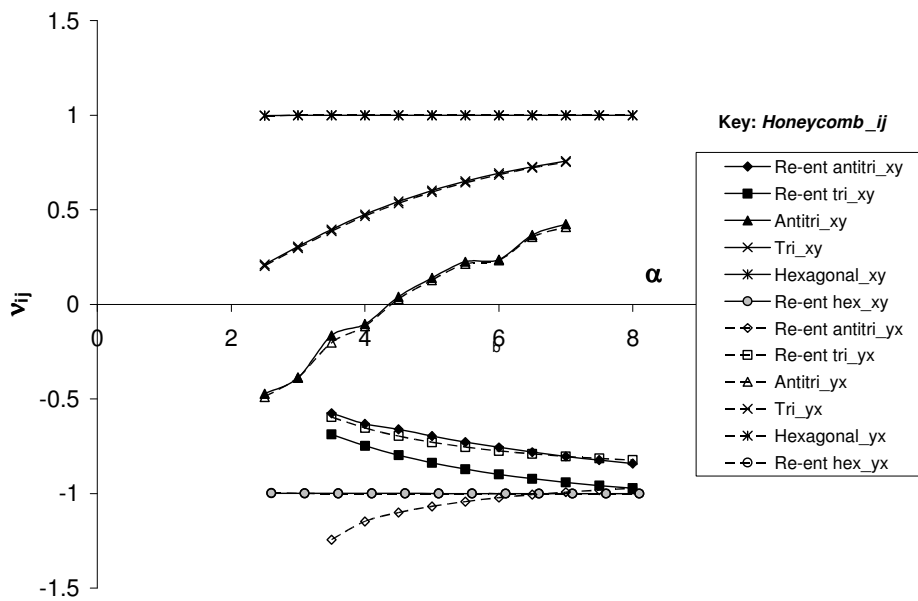 1.5
1
0.5
0
-0.5
-1
-1.5
0
2
4
6
8
b
α
νij
Key: Honeycomb_ij
Re-ent antitri_xy
Re-ent tri_xy
Antitri_xy
Tri_xy
Hexagonal_xy
Re-ent hex_xy
Re-ent antitri_yx
Re-ent tri_yx
Antitri_yx
Tri_yx
Hexagonal_yx
Re-ent hex_yx